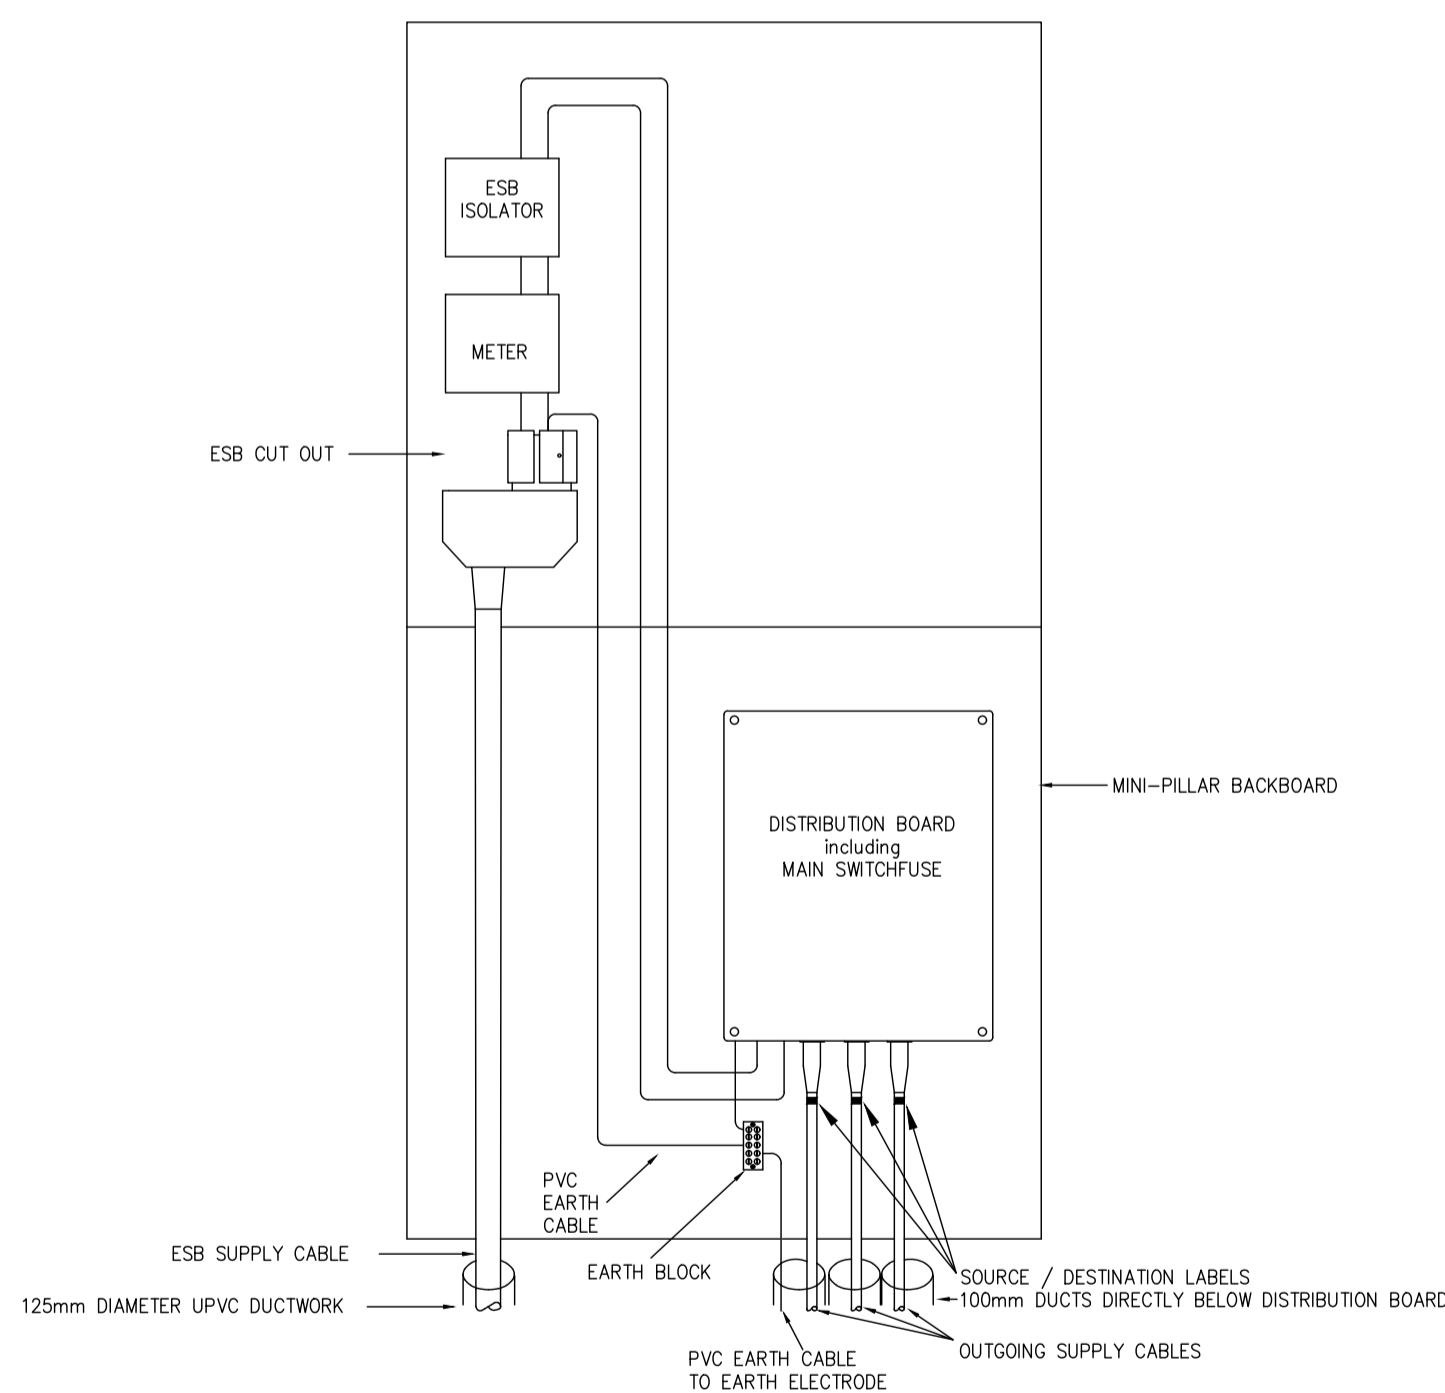 ESB
ISOLATOR
METER
ESB CUT OUT
MINI-PILLAR BACKBOARD
DISTRIBUTION BOARD
including
MAIN SWITCHFUSE
PVC
EARTH
CABLE
ESB SUPPLY CABLE
EARTH BLOCK
SOURCE / DESTINATION LABELS
125mm DIAMETER UPVC DUCTWORK
100mm DUCTS DIRECTLY BELOW DISTRIBUTION BOARD
OUTGOING SUPPLY CABLES
PVC EARTH CABLE
TO EARTH ELECTRODE